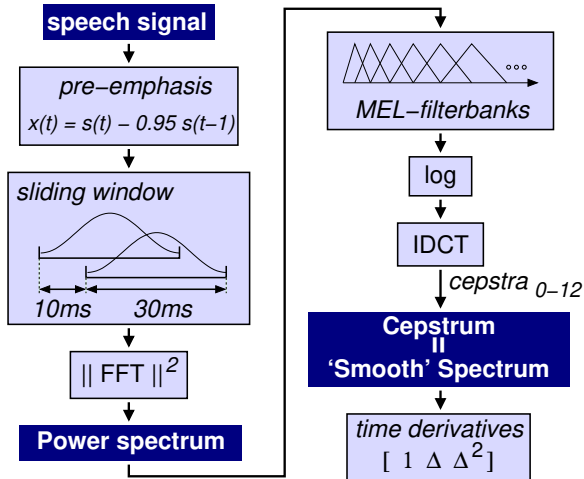 speech signal
pre−emphasis
x(t) = s(t) − 0.95 s(t−1)
sliding window
10ms 30ms
|| FFT ||²
Power spectrum
MEL−filterbanks
log
IDCT
cepstra 0−12
Cepstrum
=
‘Smooth’ Spectrum
time derivatives
[ 1 Δ Δ² ]